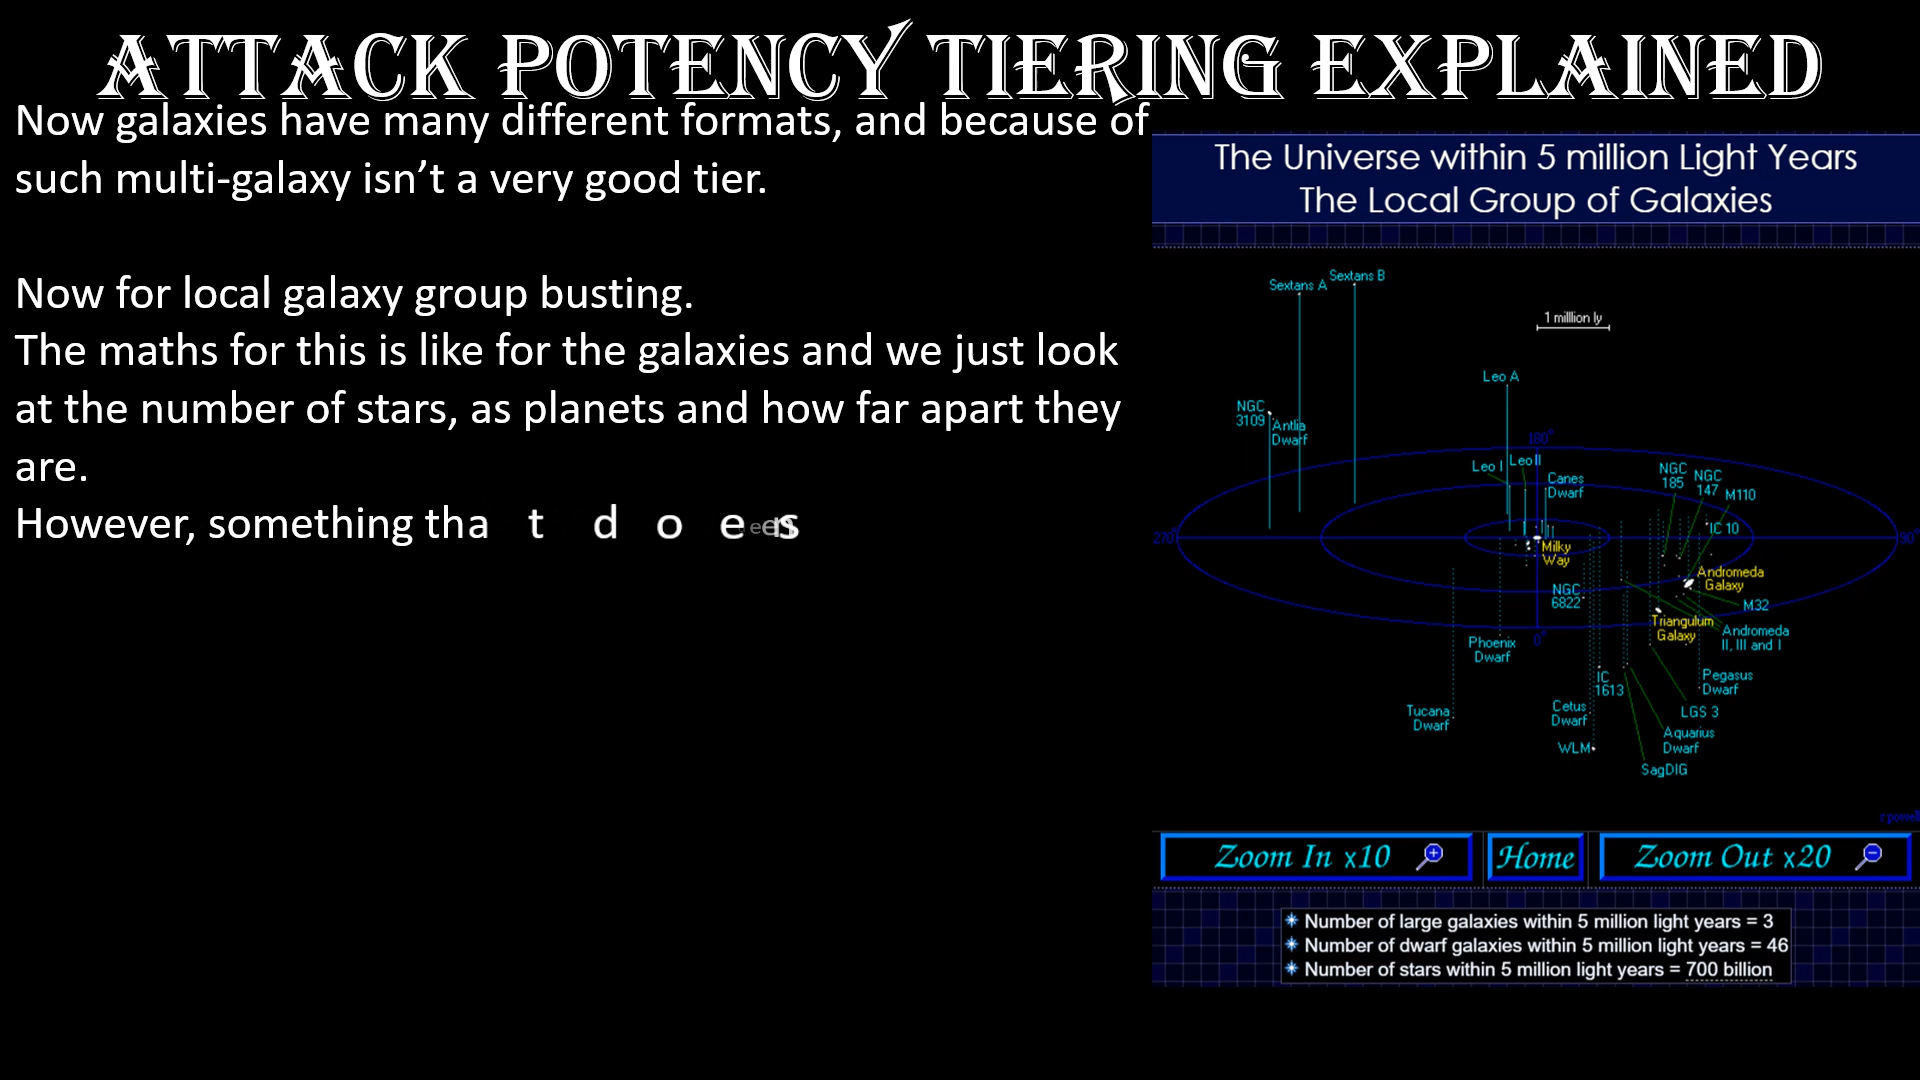 ATTACK POTENCY TIERING EXPLAINED
Now galaxies have many different formats, and because of
such multi-galaxy isn’t a very good tier.
Now for local galaxy group busting.
The maths for this is like for the galaxies and we just look
at the number of stars, as planets and how far apart they
are.
However, something that does
The Universe within 5 million Light Years
The Local Group of Galaxies
Sextans A
Sextans B
1 million ly
Leo A
NGC
3109
Antlia
Dwarf
180°
Leo I
Leo II
Canes
Dwarf
NGC
185
NGC
147
M110
IC 10
270°
90°
Milky
Way
Andromeda
Galaxy
NGC
6822
M32
Triangulum
Galaxy
Andromeda
II, III and I
0°
Phoenix
Dwarf
IC
1613
Pegasus
Dwarf
Tucana
Dwarf
Cetus
Dwarf
LGS 3
Aquarius
Dwarf
WLM
SagDIG
r powell
Zoom In x10
Home
Zoom Out x20
Number of large galaxies within 5 million light years = 3
Number of dwarf galaxies within 5 million light years = 46
Number of stars within 5 million light years = 700 billion